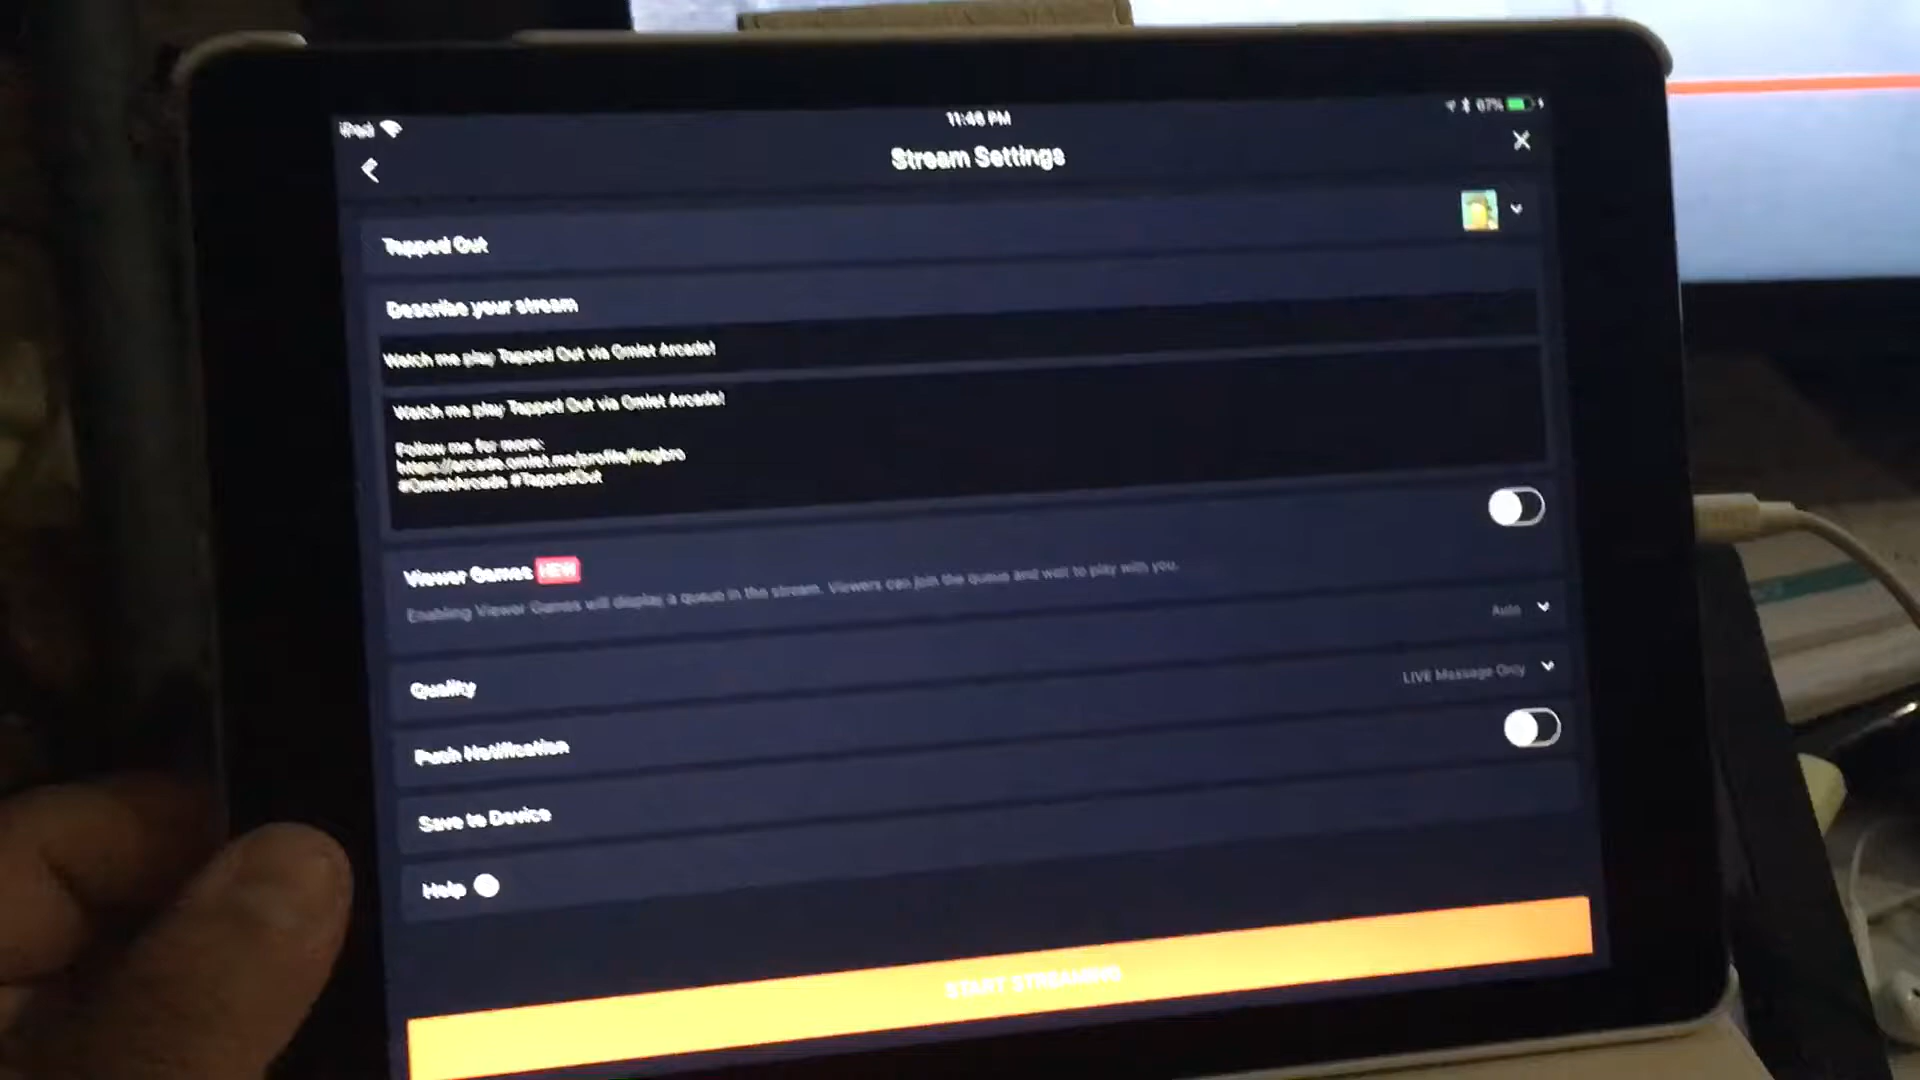 iPad
11:46 PM
67%
Stream Settings
Tapped Out
Describe your stream
Watch me play Tapped Out via Omlet Arcade!
Watch me play Tapped Out via Omlet Arcade!
Follow me for more:
https://arcade.omlet.me/profile/frogbro
#OmletArcade #TappedOut
Viewer Games NEW
Enabling Viewer Games will display a queue in the stream. Viewers can join the queue and wait to play with you.
Auto
Quality
LIVE Message Only
Push Notification
Save to Device
Help
START STREAMING